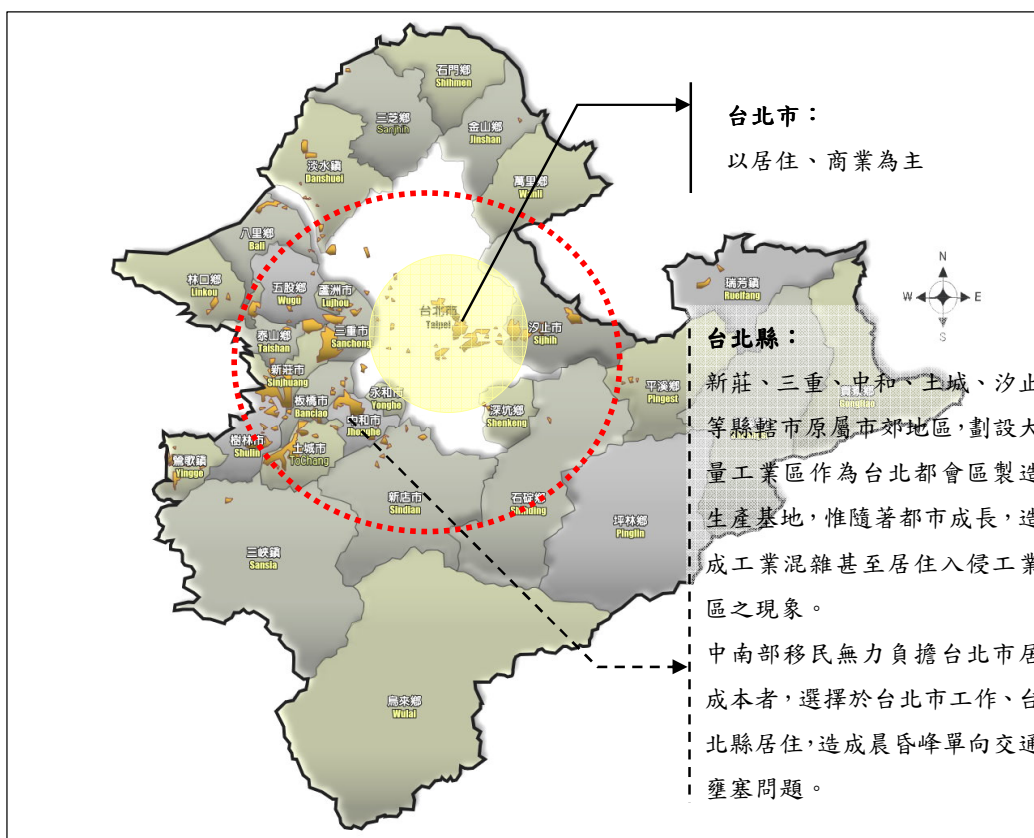 石門鄉
Shihmen
三芝鄉
Sanjhih
金山鄉
Jinshan
淡水鎮
Danshuei
萬里鄉
Wanli
八里鄉
Bali
林口鄉
Linkou
五股鄉
Wugu
蘆洲市
Lujhou
台北市
Taipei
三重市
Sanchong
汐止市
Sijhih
瑞芳鎮
Rueifang
泰山鄉
Taishan
新莊市
Sinjhuang
板橋市
Banciao
永和市
Yonghe
中和市
Jhonghe
深坑鄉
Shenkeng
平溪鄉
Pingest
Gongliao
樹林市
Shulin
土城市
ToChang
鶯歌鎮
Yingge
新店市
Sindian
石碇鄉
Shihding
坪林鄉
Pinglin
三峽鎮
Sansia
烏來鄉
Wulai
N
W
E
S
台北市：
以居住、商業為主
台北縣：
新莊、三重、中和、土城、汐止
等縣轄市原屬市郊地區，劃設大
量工業區作為台北都會區製造
生產基地，惟隨著都市成長，造
成工業混雜甚至居住入侵工業
區之現象。
中南部移民無力負擔台北市居
成本者，選擇於台北市工作、台
北縣居住，造成晨昏峰單向交通
壅塞問題。